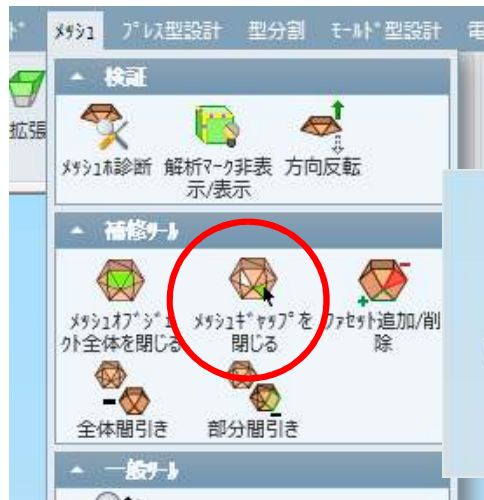 ﾒｯｼｭ ﾌﾟﾚｽ型設計 型分割 ﾓｰﾙﾄﾞ型設計 電
拡張
検証
ﾒｯｼｭﾎ診断 解析ﾏｰｸ非表 方向反転
示/表示
補修ﾂｰﾙ
ﾒｯｼｭｵﾌﾞｼﾞｪ ﾒｯｼｭｷﾞｬｯﾌﾟを ﾌｧｾｯﾄ追加/削
ｸﾄ全体を閉じる 閉じる 除
全体間引き 部分間引き
一般ﾂｰﾙ